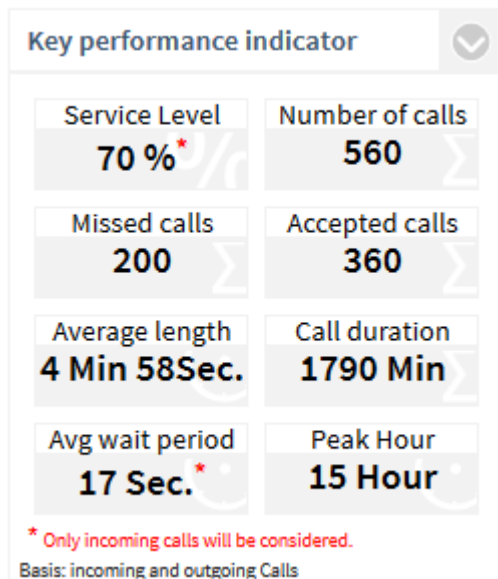 Key performance indicator
Service Level Number of calls
70 %* 560
Missed calls Accepted calls
200 360
Average length Call duration
4 Min 58Sec. 1790 Min
Avg wait period Peak Hour
17 Sec.* 15 Hour
* Only incoming calls will be considered.
Basis: incoming and outgoing Calls